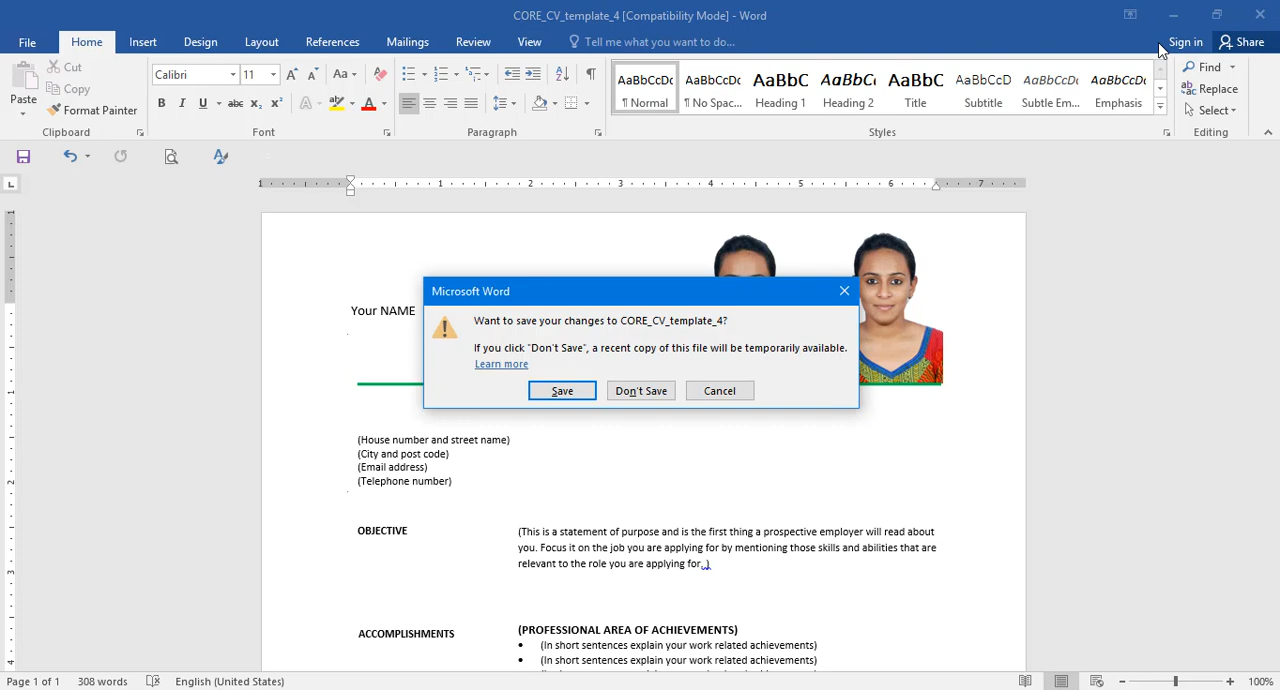 CORE_CV_template_4 [Compatibility Mode] - Word
File Home Insert Design Layout References Mailings Review View Tell me what you want to do... Sign in Share
Paste
Cut
Copy
Format Painter
Clipboard
Calibri 11
Font
Paragraph
AaBbCcDc AaBbCcDc AaBbC AaBbCc AaBbC AaBbCcD AaBbCcDc AaBbCcDc
¶ Normal ¶ No Spac... Heading 1 Heading 2 Title Subtitle Subtle Em... Emphasis
Styles
Find
Replace
Select
Editing
1 1 2 3 4 5 6 7
Your NAME
Microsoft Word
Want to save your changes to CORE_CV_template_4?
If you click "Don't Save", a recent copy of this file will be temporarily available.
Learn more
Save Don't Save Cancel
(House number and street name)
(City and post code)
(Email address)
(Telephone number)
OBJECTIVE
(This is a statement of purpose and is the first thing a prospective employer will read about
you. Focus it on the job you are applying for by mentioning those skills and abilities that are
relevant to the role you are applying for. )
ACCOMPLISHMENTS
(PROFESSIONAL AREA OF ACHIEVEMENTS)
• (In short sentences explain your work related achievements)
• (In short sentences explain your work related achievements)
Page 1 of 1 308 words English (United States) 100%